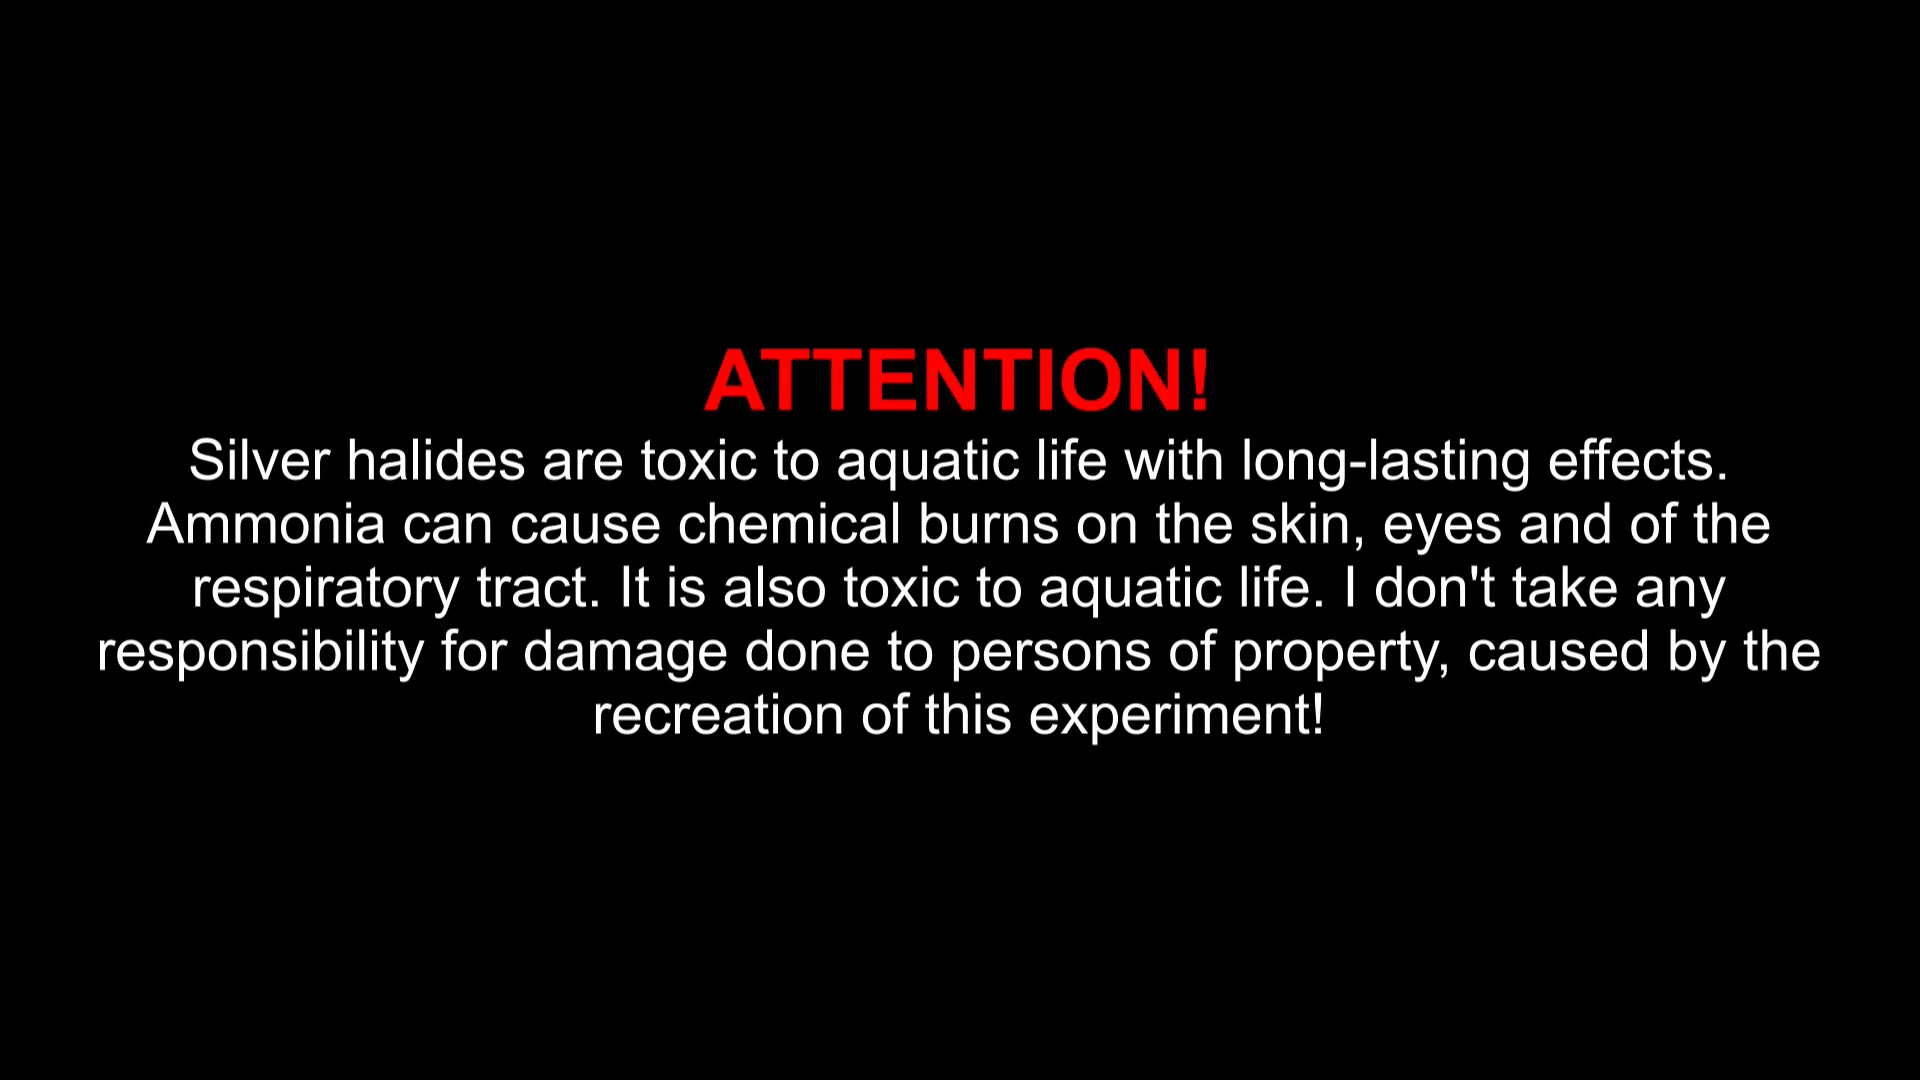 ATTENTION!
Silver halides are toxic to aquatic life with long-lasting effects.
Ammonia can cause chemical burns on the skin, eyes and of the
respiratory tract. It is also toxic to aquatic life. I don't take any
responsibility for damage done to persons of property, caused by the
recreation of this experiment!